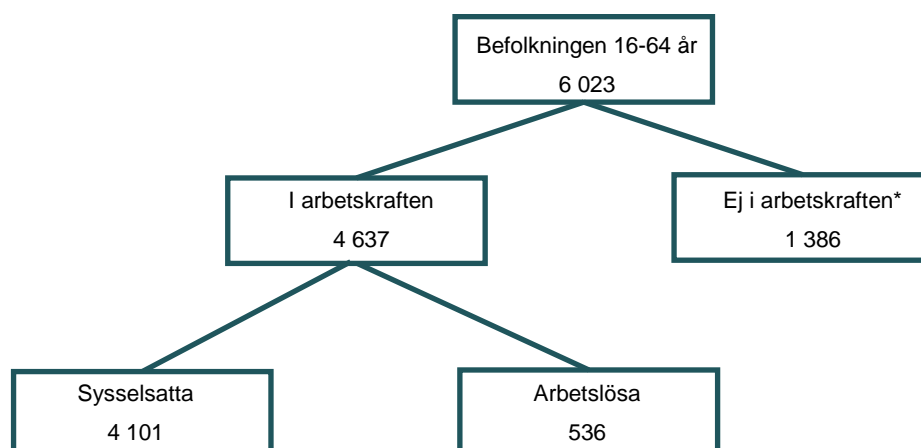 Befolkningen 16-64 år
6 023
I arbetskraften
4 637
Ej i arbetskraften*
1 386
Sysselsatta
4 101
Arbetslösa
536